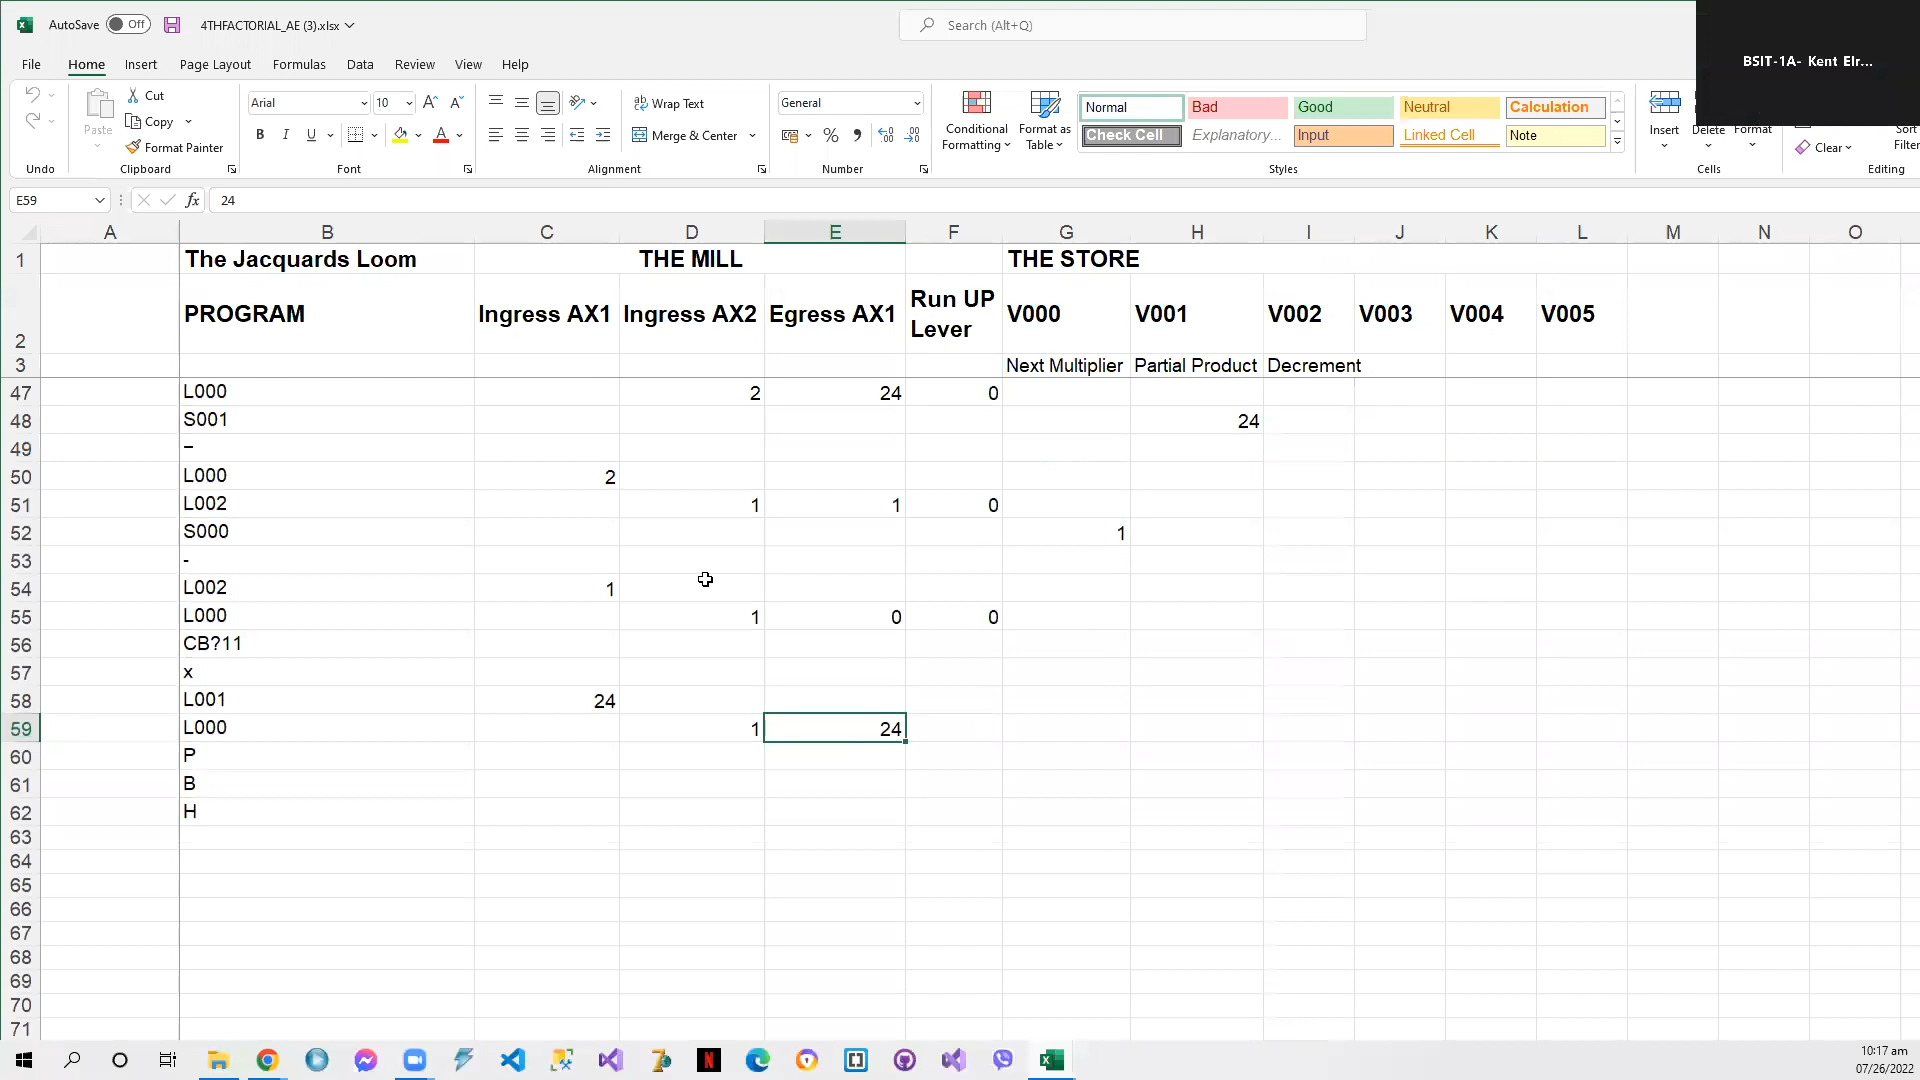 AutoSave Off 4THFACTORIAL_AE (3).xlsx Search (Alt+Q)
BSIT-1A- Kent Elr...
File Home Insert Page Layout Formulas Data Review View Help
Cut
Copy
Format Painter
Paste
Arial 10
B I U
Wrap Text
Merge & Center
General
Conditional Formatting
Format as Table
Normal Bad Good Neutral Calculation
Check Cell Explanatory... Input Linked Cell Note
Insert Delete Format
Clear
Sort
Filter
Undo Clipboard Font Alignment Number Styles Cells Editing
E59 fx 24
A B C D E F G H I J K L M N O
1 The Jacquards Loom THE MILL THE STORE
2 PROGRAM Ingress AX1 Ingress AX2 Egress AX1 Run UP Lever V000 V001 V002 V003 V004 V005
3 Next Multiplier Partial Product Decrement
47 L000 2 24 0
48 S001 24
49 –
50 L000 2
51 L002 1 1 0
52 S000 1
53 -
54 L002 1
55 L000 1 0 0
56 CB?11
57 x
58 L001 24
59 L000 1 24
60 P
61 B
62 H
63
64
65
66
67
68
69
70
71
10:17 am
07/26/2022